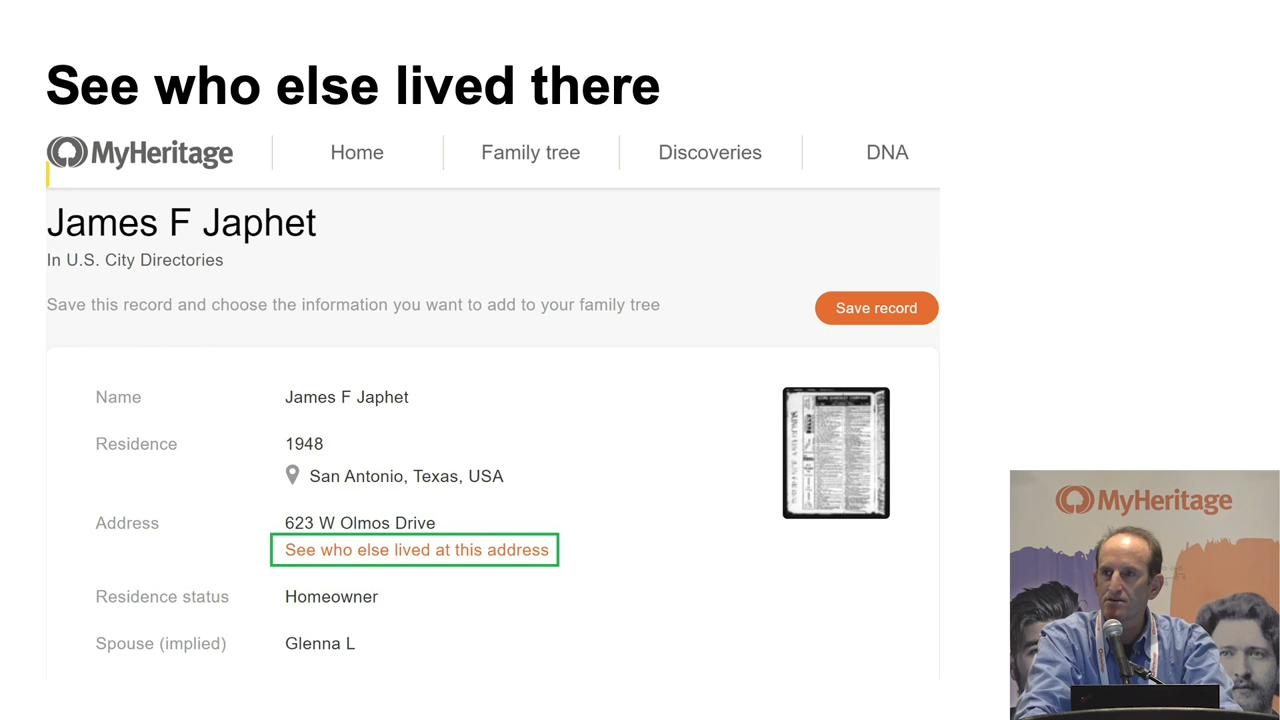 See who else lived there
MyHeritage
Home
Family tree
Discoveries
DNA
James F Japhet
In U.S. City Directories
Save this record and choose the information you want to add to your family tree
Save record
Name
James F Japhet
Residence
1948
San Antonio, Texas, USA
Address
623 W Olmos Drive
See who else lived at this address
Residence status
Homeowner
Spouse (implied)
Glenna L
MyHeritage